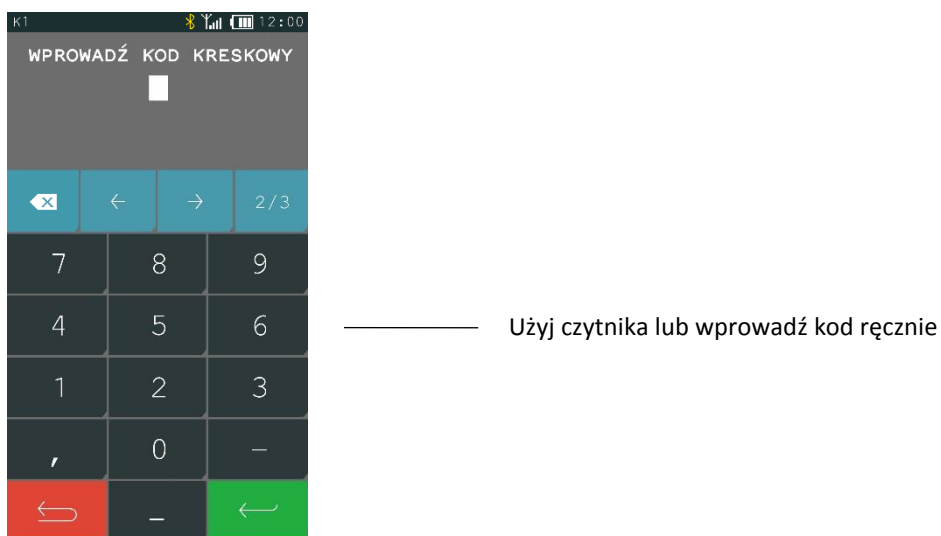 K1 12:00
WPROWADŹ KOD KRESKOWY
2/3
7 8 9
4 5 6
Użyj czytnika lub wprowadź kod ręcznie
1 2 3
, 0 –
_